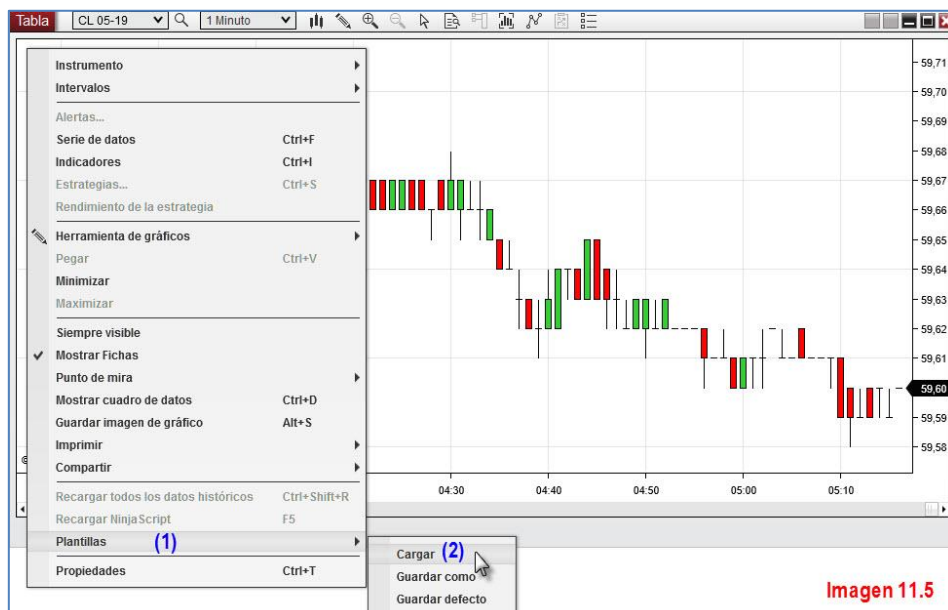 Tabla CL 05-19 1 Minuto
Instrumento
Intervalos
Alertas...
Serie de datos Ctrl+F
Indicadores Ctrl+I
Estrategias... Ctrl+S
Rendimiento de la estrategia
Herramienta de gráficos
Pegar Ctrl+V
Minimizar
Maximizar
Siempre visible
Mostrar Fichas
Punto de mira
Mostrar cuadro de datos Ctrl+D
Guardar imagen de gráfico Alt+S
Imprimir
Compartir
Recargar todos los datos históricos Ctrl+Shift+R
Recargar NinjaScript F5
Plantillas (1)
Propiedades Ctrl+T
Cargar (2)
Guardar como
Guardar defecto
59,71
59,70
59,69
59,68
59,67
59,66
59,65
59,64
59,63
59,62
59,61
59,60
59,59
59,58
04:30 04:40 04:50 05:00 05:10
Imagen 11.5